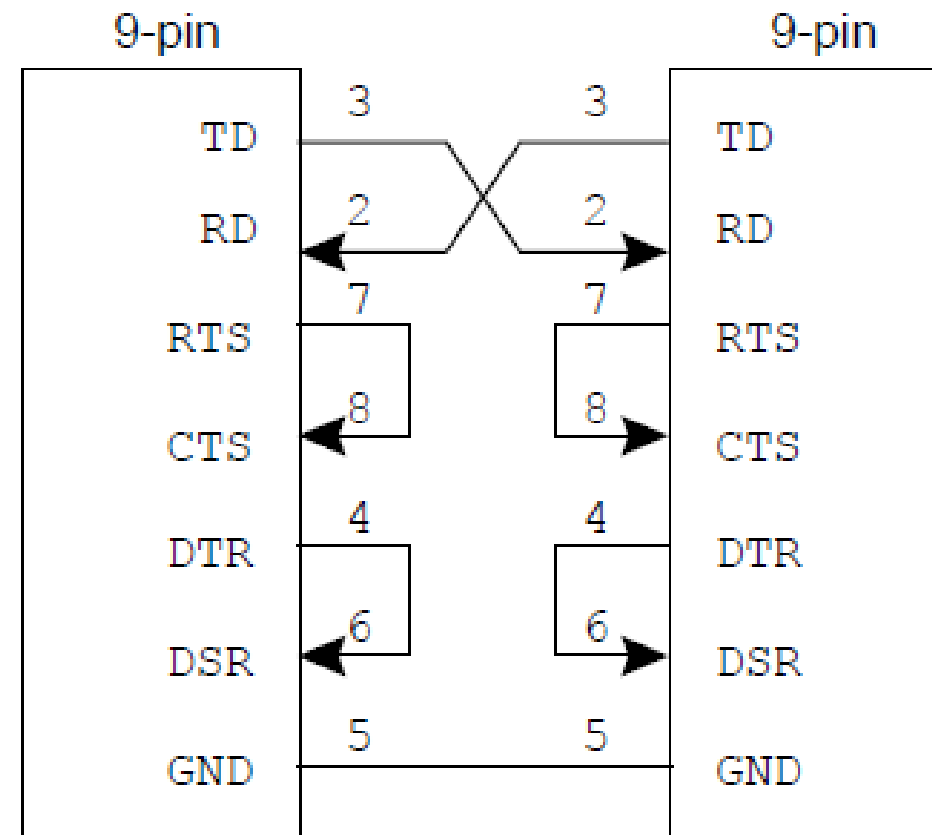 9-pin 9-pin
3 3
TD TD
2 2
RD RD
7 7
RTS RTS
8 8
CTS CTS
4 4
DTR DTR
6 6
DSR DSR
5 5
GND GND